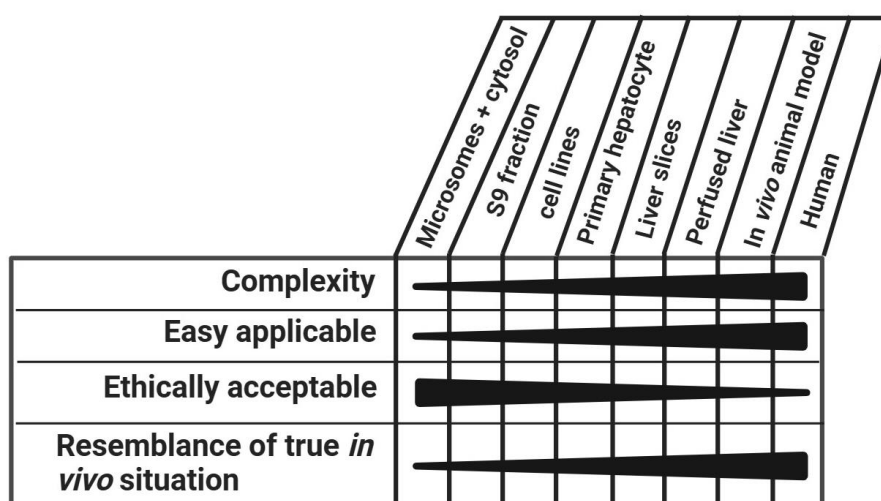 Microsomes + cytosol
S9 fraction
cell lines
Primary hepatocyte
Liver slices
Perfused liver
In vivo animal model
Human
Complexity
Easy applicable
Ethically acceptable
Resemblance of true in
vivo situation